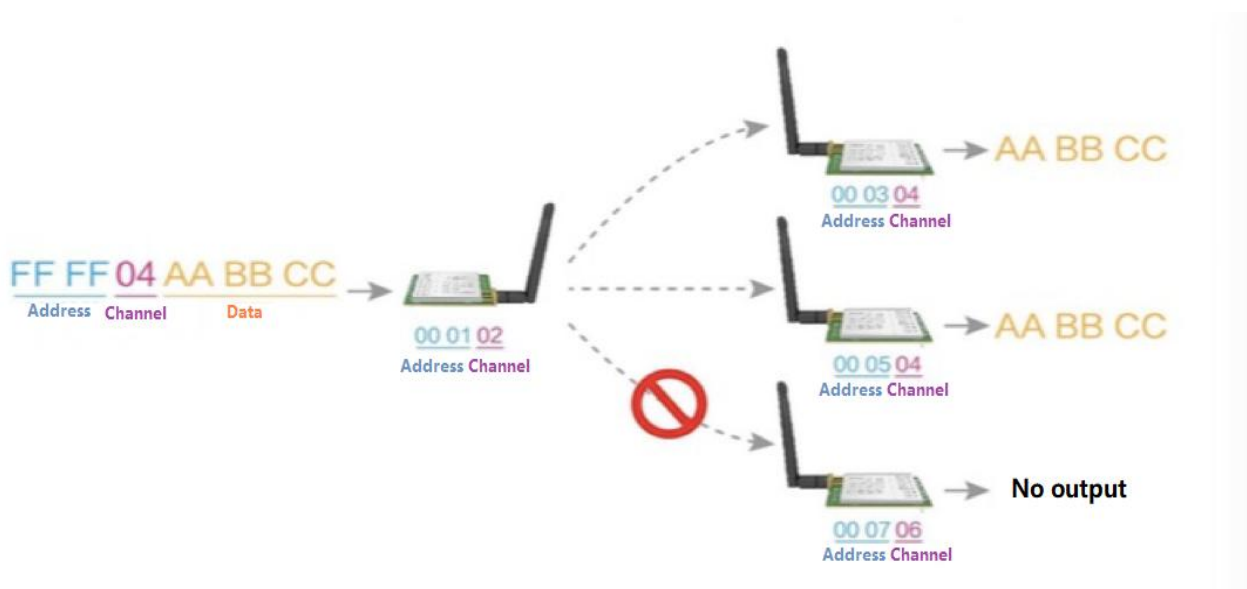 FF FF 04 AA BB CC
Address Channel Data
00 01 02
Address Channel
00 03 04
Address Channel
AA BB CC
00 05 04
Address Channel
AA BB CC
00 07 06
Address Channel
No output